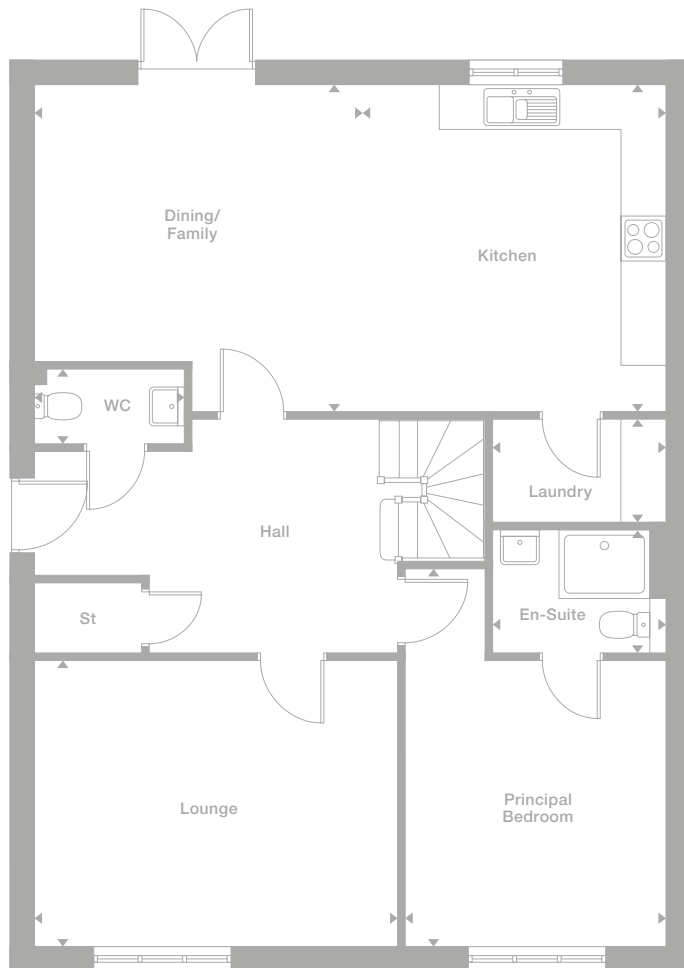 Dining/
Family
Kitchen
WC
Laundry
Hall
En-Suite
St
Lounge
Principal
Bedroom